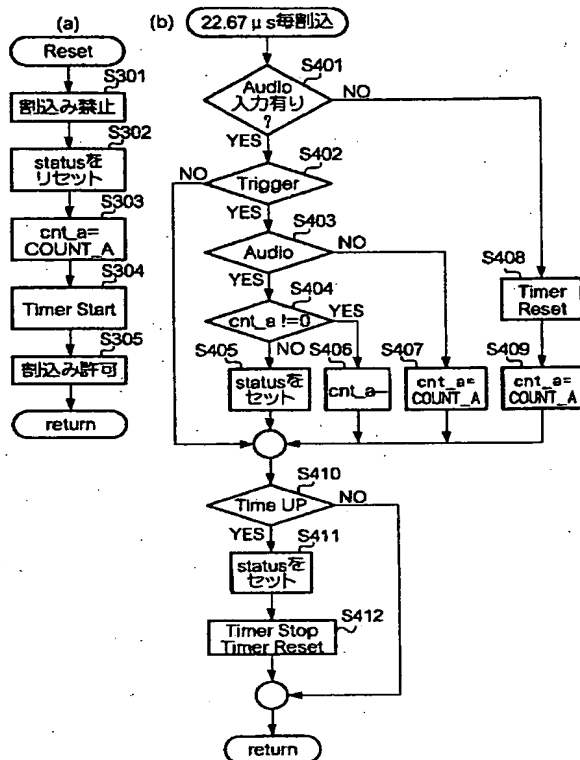 (a)
Reset
S301
割込み禁止
S302
statusを
リセット
S303
cnt_a=
COUNT_A
S304
Timer Start
S305
割込み許可
return
(b)
22.67μs毎割込
S401
Audio
入力有り
?
NO
YES
S402
NO
Trigger
YES
S403
Audio
NO
YES
S404
cnt_a !=0
YES
NO
S405
statusを
セット
S406
cnt_a--
S407
cnt_a=
COUNT_A
S408
Timer
Reset
S409
cnt_a=
COUNT_A
S410
Time UP
NO
YES
S411
statusを
セット
S412
Timer Stop
Timer Reset
return